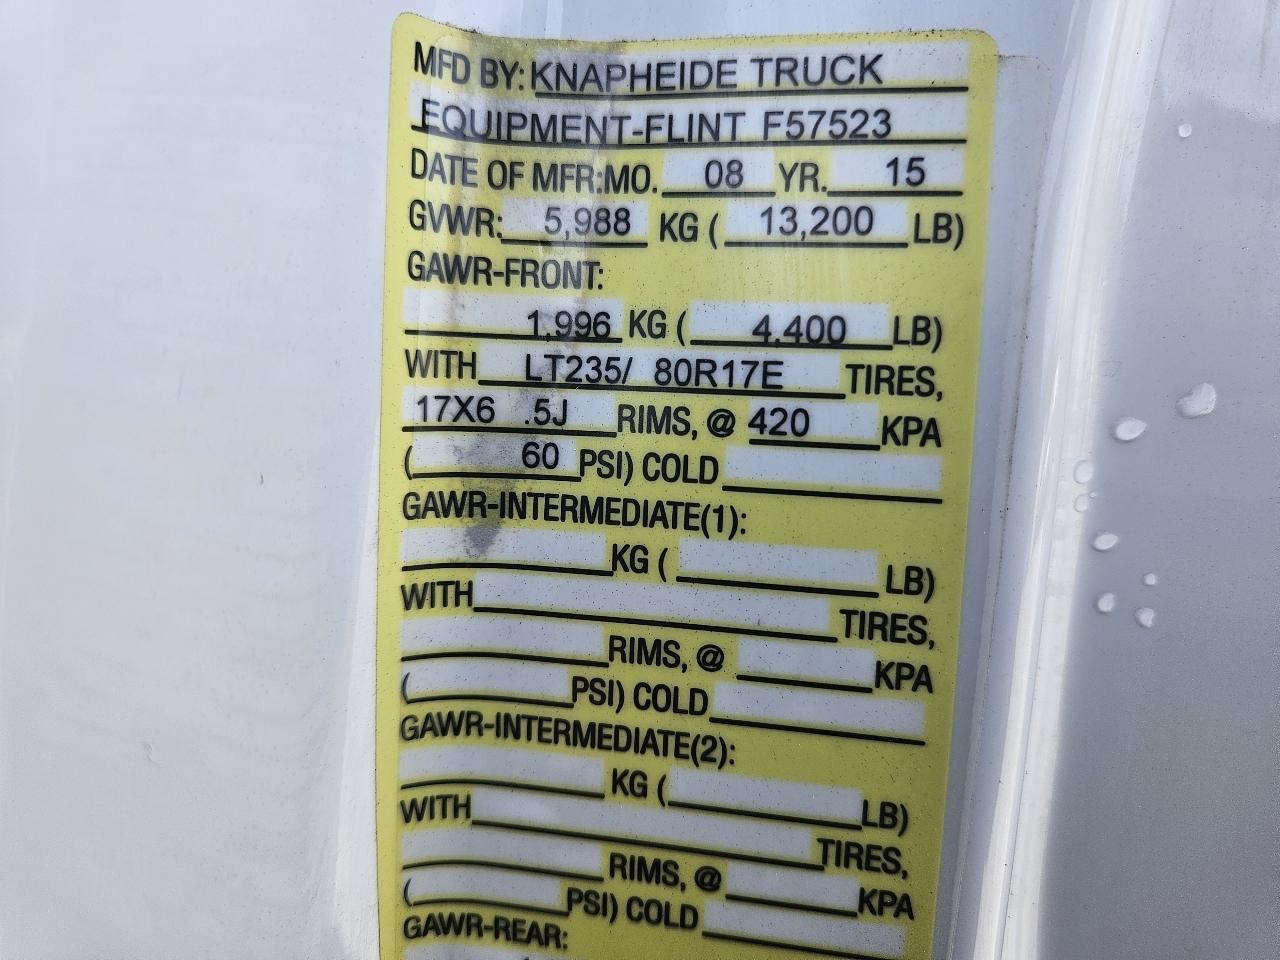 MFD BY: KNAPHEIDE TRUCK
EQUIPMENT-FLINT F57523
DATE OF MFR:MO. 08 YR. 15
GVWR: 5,988 KG ( 13,200 LB)
GAWR-FRONT:
1,996 KG ( 4,400 LB)
WITH LT235/ 80R17E TIRES,
17X6 .5J RIMS, @ 420 KPA
( 60 PSI) COLD
GAWR-INTERMEDIATE(1):
KG ( LB)
WITH TIRES,
RIMS, @ KPA
( PSI) COLD
GAWR-INTERMEDIATE(2):
KG ( LB)
WITH TIRES,
RIMS, @ KPA
( PSI) COLD
GAWR-REAR: